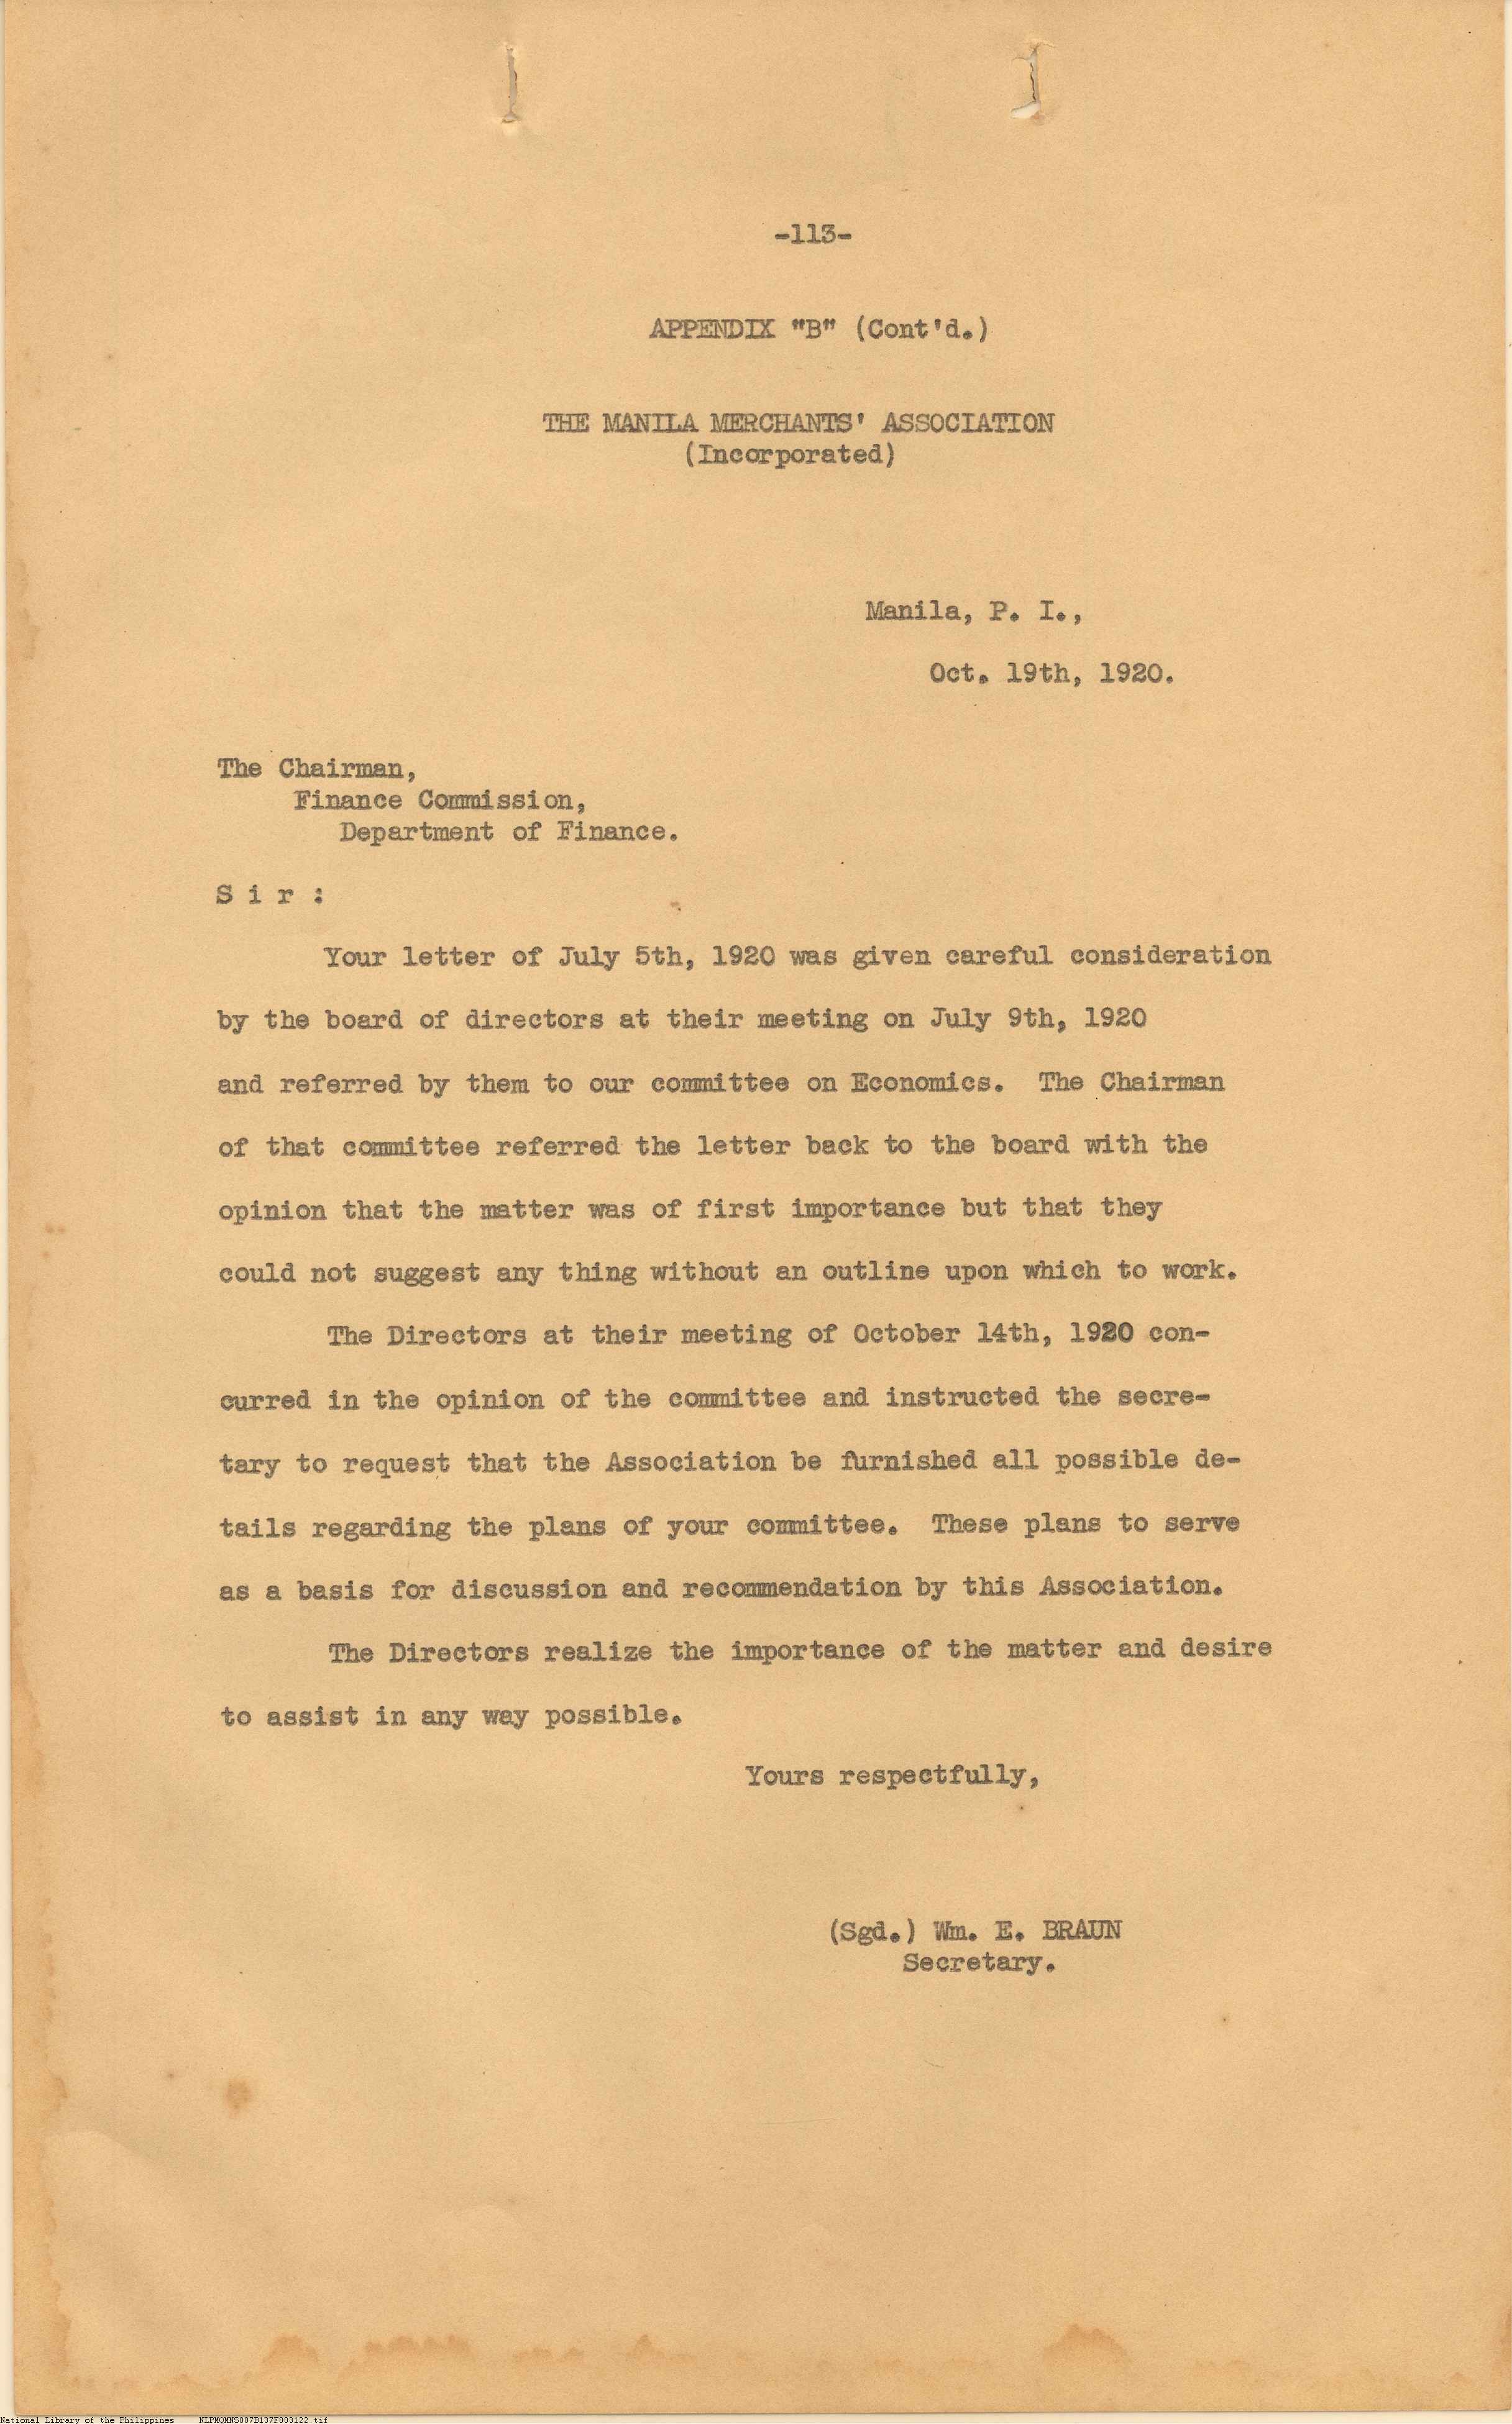 -113-
APPENDIX "B" (Cont'd.)
THE MANILA MERCHANTS' ASSOCIATION
(Incorporated)
Manila, P. I.,
Oct. 19th, 1920.
The Chairman,
Finance Commission,
Department of Finance.
S i r :
Your letter of July 5th, 1920 was given careful consideration
by the board of directors at their meeting on July 9th, 1920
and referred by them to our committee on Economics. The Chairman
of that committee referred the letter back to the board with the
opinion that the matter was of first importance but that they
could not suggest any thing without an outline upon which to work.
The Directors at their meeting of October 14th, 1920 con-
curred in the opinion of the committee and instructed the secre-
tary to request that the Association be furnished all possible de-
tails regarding the plans of your committee. These plans to serve
as a basis for discussion and recommendation by this Association.
The Directors realize the importance of the matter and desire
to assist in any way possible.
Yours respectfully,
(Sgd.) Wm. E. BRAUN
Secretary.
National Library of the Philippines NLPMQMNS007B137F003122.tif